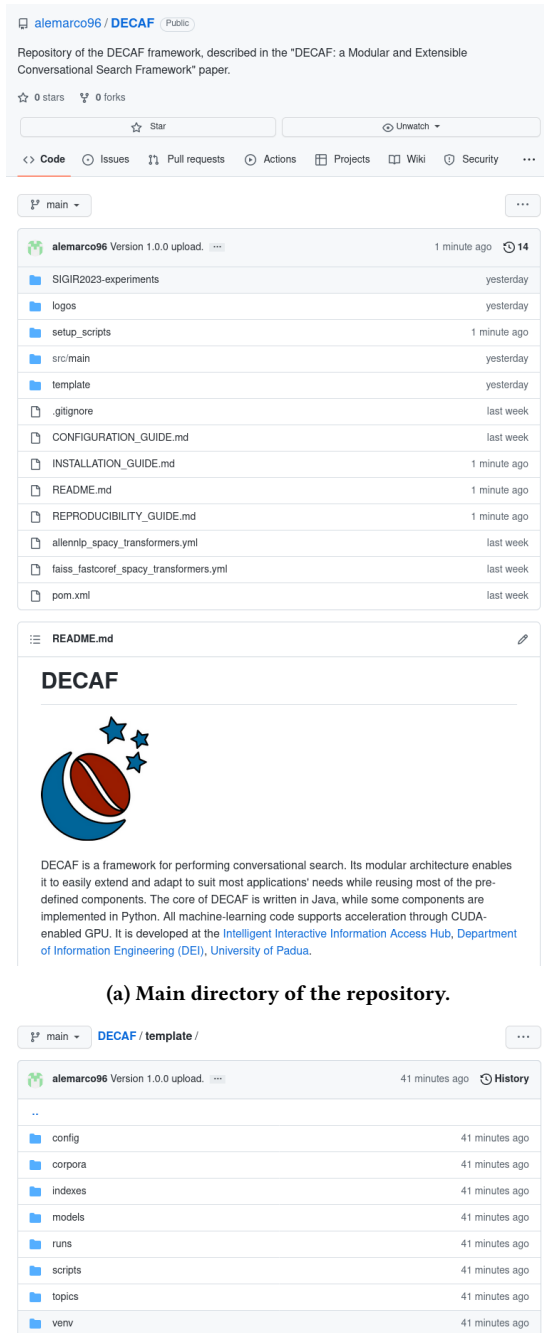 alemarco96 / DECAF Public
Repository of the DECAF framework, described in the "DECAF: a Modular and Extensible
Conversational Search Framework" paper.
0 stars 0 forks
Star Unwatch
Code Issues Pull requests Actions Projects Wiki Security ...
main ...
alemarco96 Version 1.0.0 upload. ... 1 minute ago 14
SIGIR2023-experiments yesterday
logos yesterday
setup_scripts 1 minute ago
src/main yesterday
template yesterday
.gitignore last week
CONFIGURATION_GUIDE.md last week
INSTALLATION_GUIDE.md 1 minute ago
README.md 1 minute ago
REPRODUCIBILITY_GUIDE.md 1 minute ago
allennlp_spacy_transformers.yml last week
faiss_fastcoref_spacy_transformers.yml last week
pom.xml last week
README.md
DECAF
DECAF is a framework for performing conversational search. Its modular architecture enables
it to easily extend and adapt to suit most applications' needs while reusing most of the pre-
defined components. The core of DECAF is written in Java, while some components are
implemented in Python. All machine-learning code supports acceleration through CUDA-
enabled GPU. It is developed at the Intelligent Interactive Information Access Hub, Department
of Information Engineering (DEI), University of Padua.
(a) Main directory of the repository.
main DECAF / template / ...
alemarco96 Version 1.0.0 upload. ... 41 minutes ago History
..
config 41 minutes ago
corpora 41 minutes ago
indexes 41 minutes ago
models 41 minutes ago
runs 41 minutes ago
scripts 41 minutes ago
topics 41 minutes ago
venv 41 minutes ago